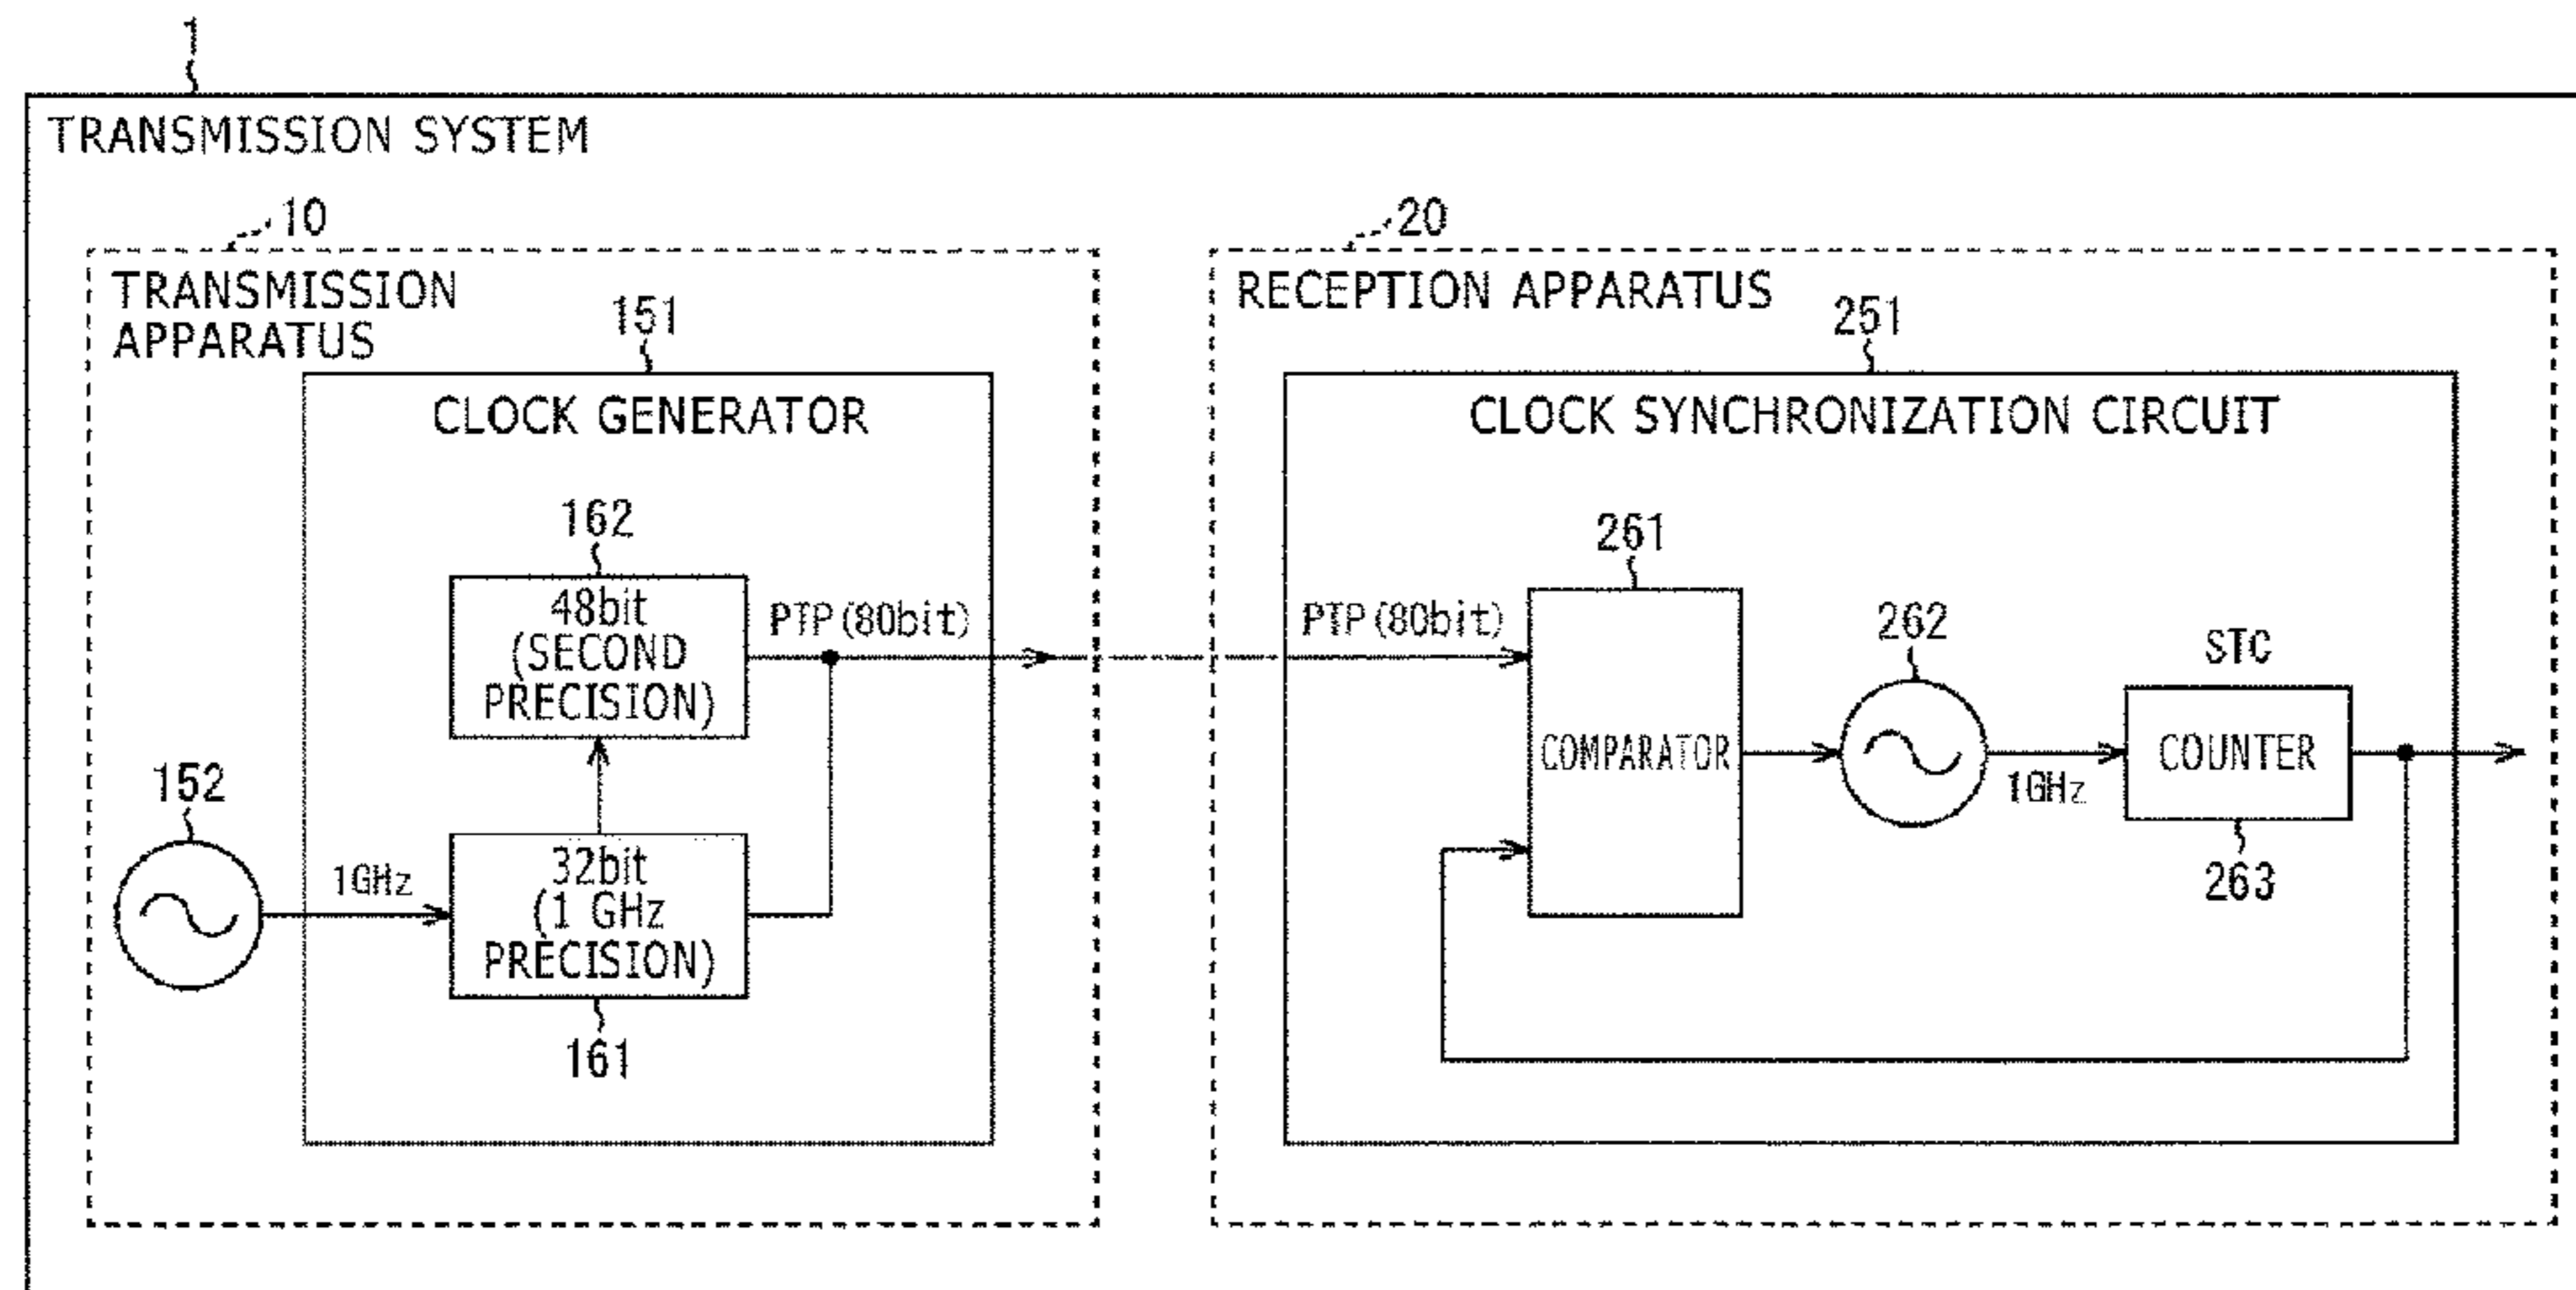 1
TRANSMISSION SYSTEM
10
TRANSMISSION
APPARATUS
151
CLOCK GENERATOR
162
48bit
(SECOND
PRECISION)
PTP (80bit)
152
1GHz
32bit
(1 GHz
PRECISION)
161
20
RECEPTION APPARATUS
251
CLOCK SYNCHRONIZATION CIRCUIT
PTP (80bit)
261
COMPARATOR
262
1GHz
STC
COUNTER
263